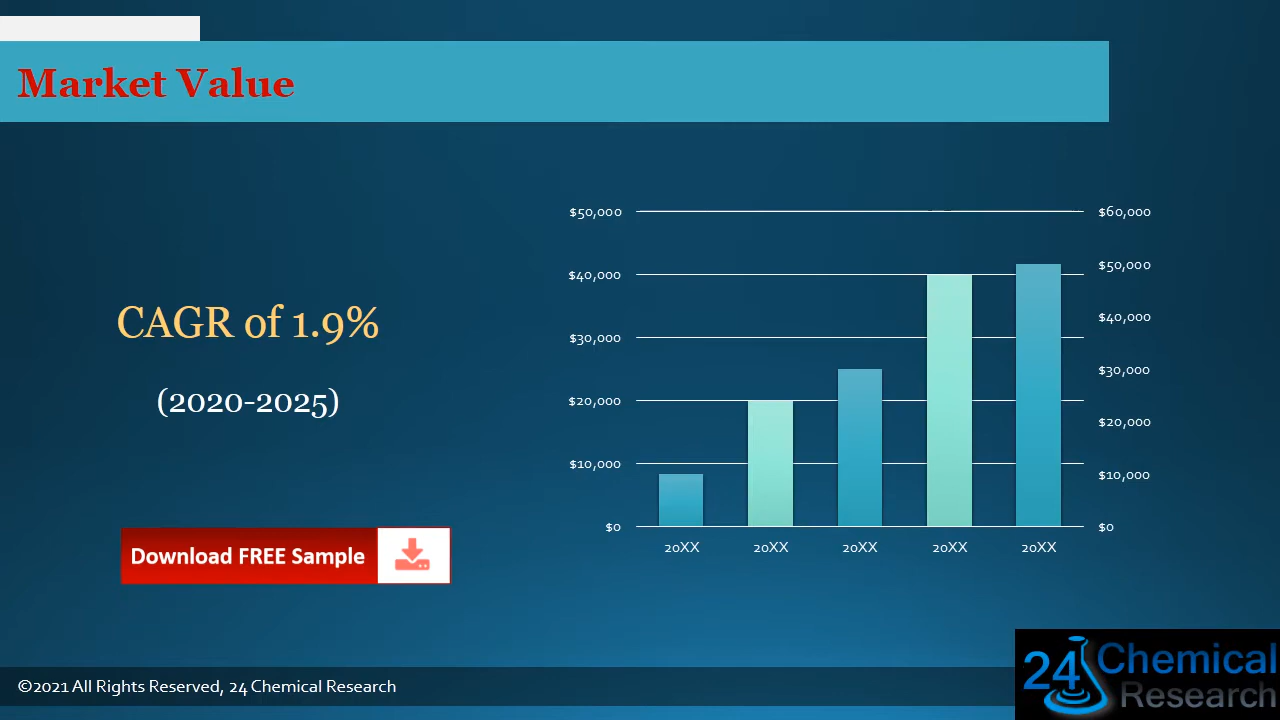 Market Value
$50,000
$60,000
$40,000
$50,000
$30,000
$40,000
$20,000
$30,000
$10,000
$20,000
$0
$10,000
$0
20XX 20XX 20XX 20XX 20XX
CAGR of 1.9%
(2020-2025)
Download FREE Sample
©2021 All Rights Reserved, 24 Chemical Research
24 Chemical
Research